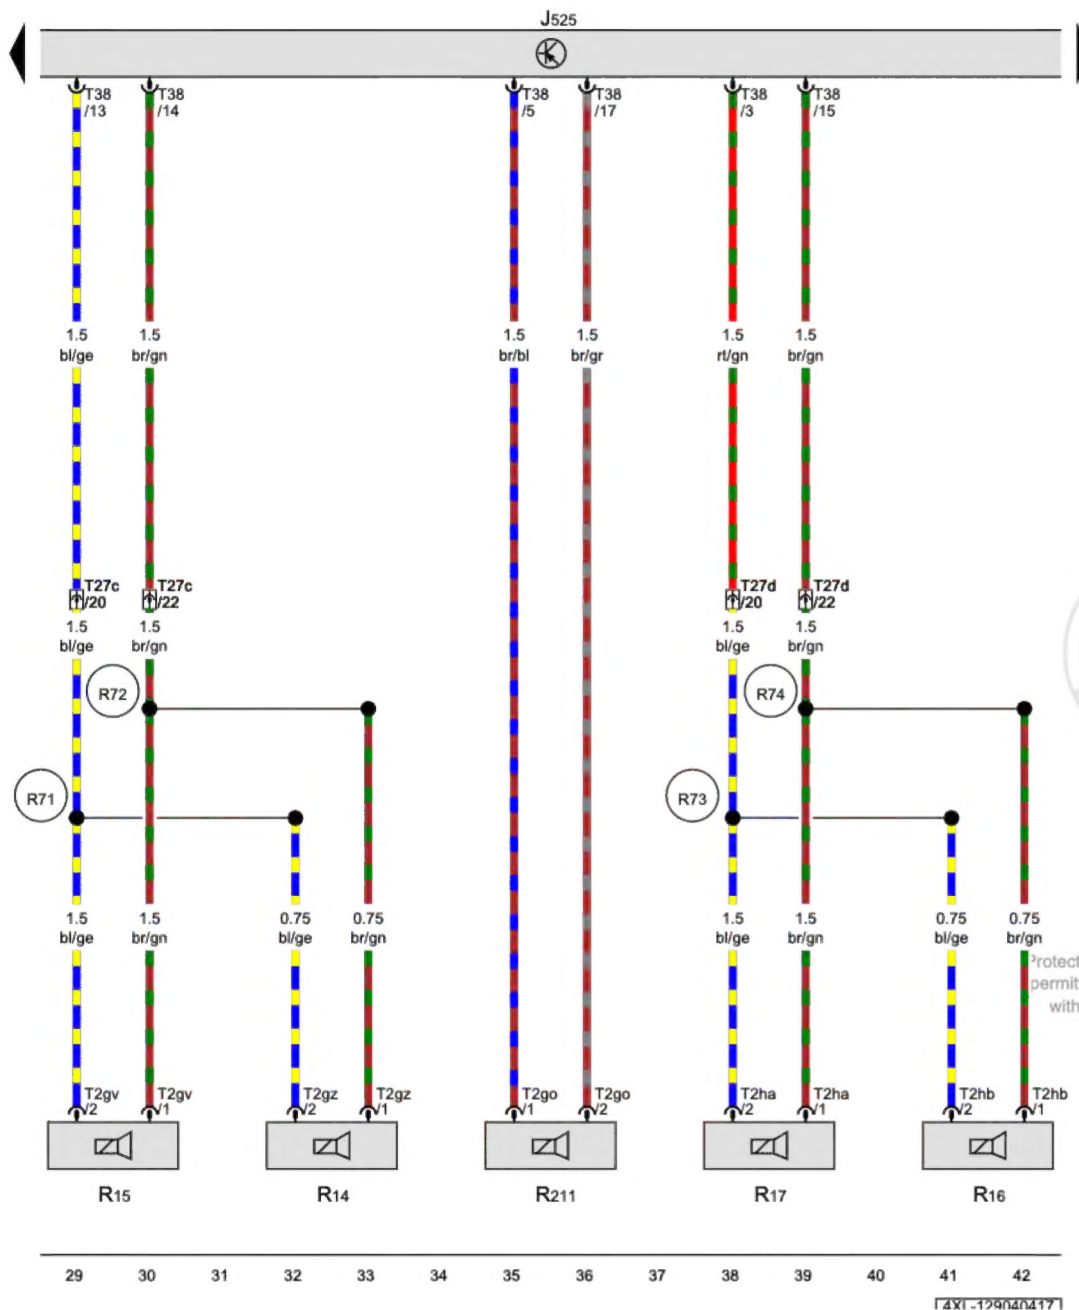 J525
T38 T38 T38 T38 T38 T38
/13 /14 /5 /17 /3 /15
1.5 1.5 1.5 1.5 1.5 1.5
bl/ge br/gn br/bl br/gr rt/gn br/gn
T27c T27c T27d T27d
/20 /22 /20 /22
1.5 1.5 1.5 1.5
bl/ge br/gn bl/ge br/gn
R72 R74
R71 R73
1.5 1.5 0.75 0.75 1.5 1.5 0.75 0.75
bl/ge br/gn bl/ge br/gn bl/ge br/gn bl/ge br/gn
Protect
permit
with
T2gv T2gv T2gz T2gz T2go T2go T2ha T2ha T2hb T2hb
/2 /1 /2 /1 /1 /2 /2 /1 /2 /1
R15 R14 R211 R17 R16
29 30 31 32 33 34 35 36 37 38 39 40 41 42
4XL-129040417